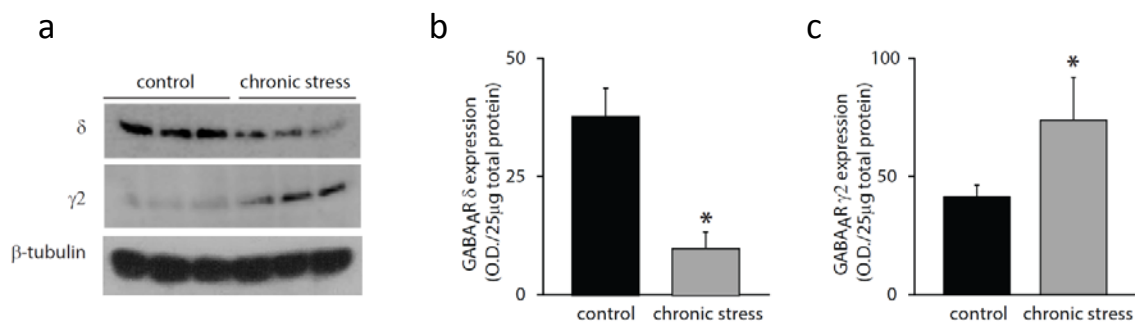 a
control chronic stress
δ
γ2
β-tubulin
b
GABAAR δ expression
(O.D./25µg total protein)
50
25
0
*
control chronic stress
c
GABAAR γ2 expression
(O.D./25µg total protein)
100
50
0
*
control chronic stress